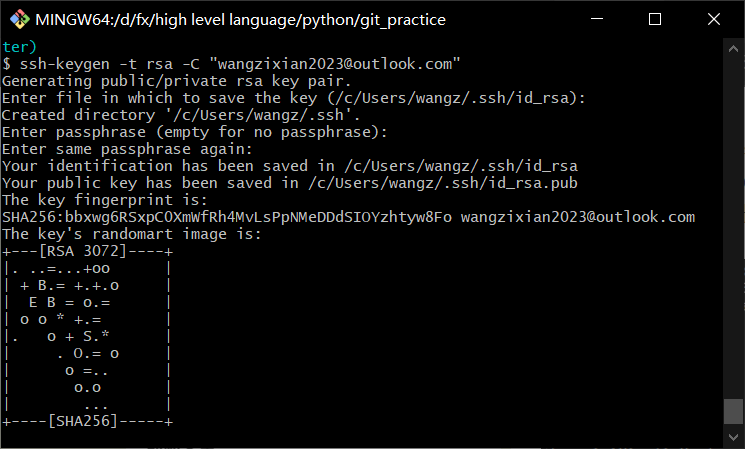 MINGW64:/d/fx/high level language/python/git_practice
ter)
$ ssh-keygen -t rsa -C "wangzixian2023@outlook.com"
Generating public/private rsa key pair.
Enter file in which to save the key (/c/Users/wangz/.ssh/id_rsa):
Created directory '/c/Users/wangz/.ssh'.
Enter passphrase (empty for no passphrase):
Enter same passphrase again:
Your identification has been saved in /c/Users/wangz/.ssh/id_rsa
Your public key has been saved in /c/Users/wangz/.ssh/id_rsa.pub
The key fingerprint is:
SHA256:bbxwg6RSxpCOXmWfRh4MvLsPpNMeDDdSIOYzhtyw8Fo wangzixian2023@outlook.com
The key's randomart image is:
+---[RSA 3072]----+
|. ..=...+oo      |
| + B.= +.+.o     |
|  E B = o.=      |
| o o * +.=       |
|.   o + S.*      |
|     . O.= o     |
|      o =..      |
|       o.o       |
|        ...      |
+----[SHA256]-----+